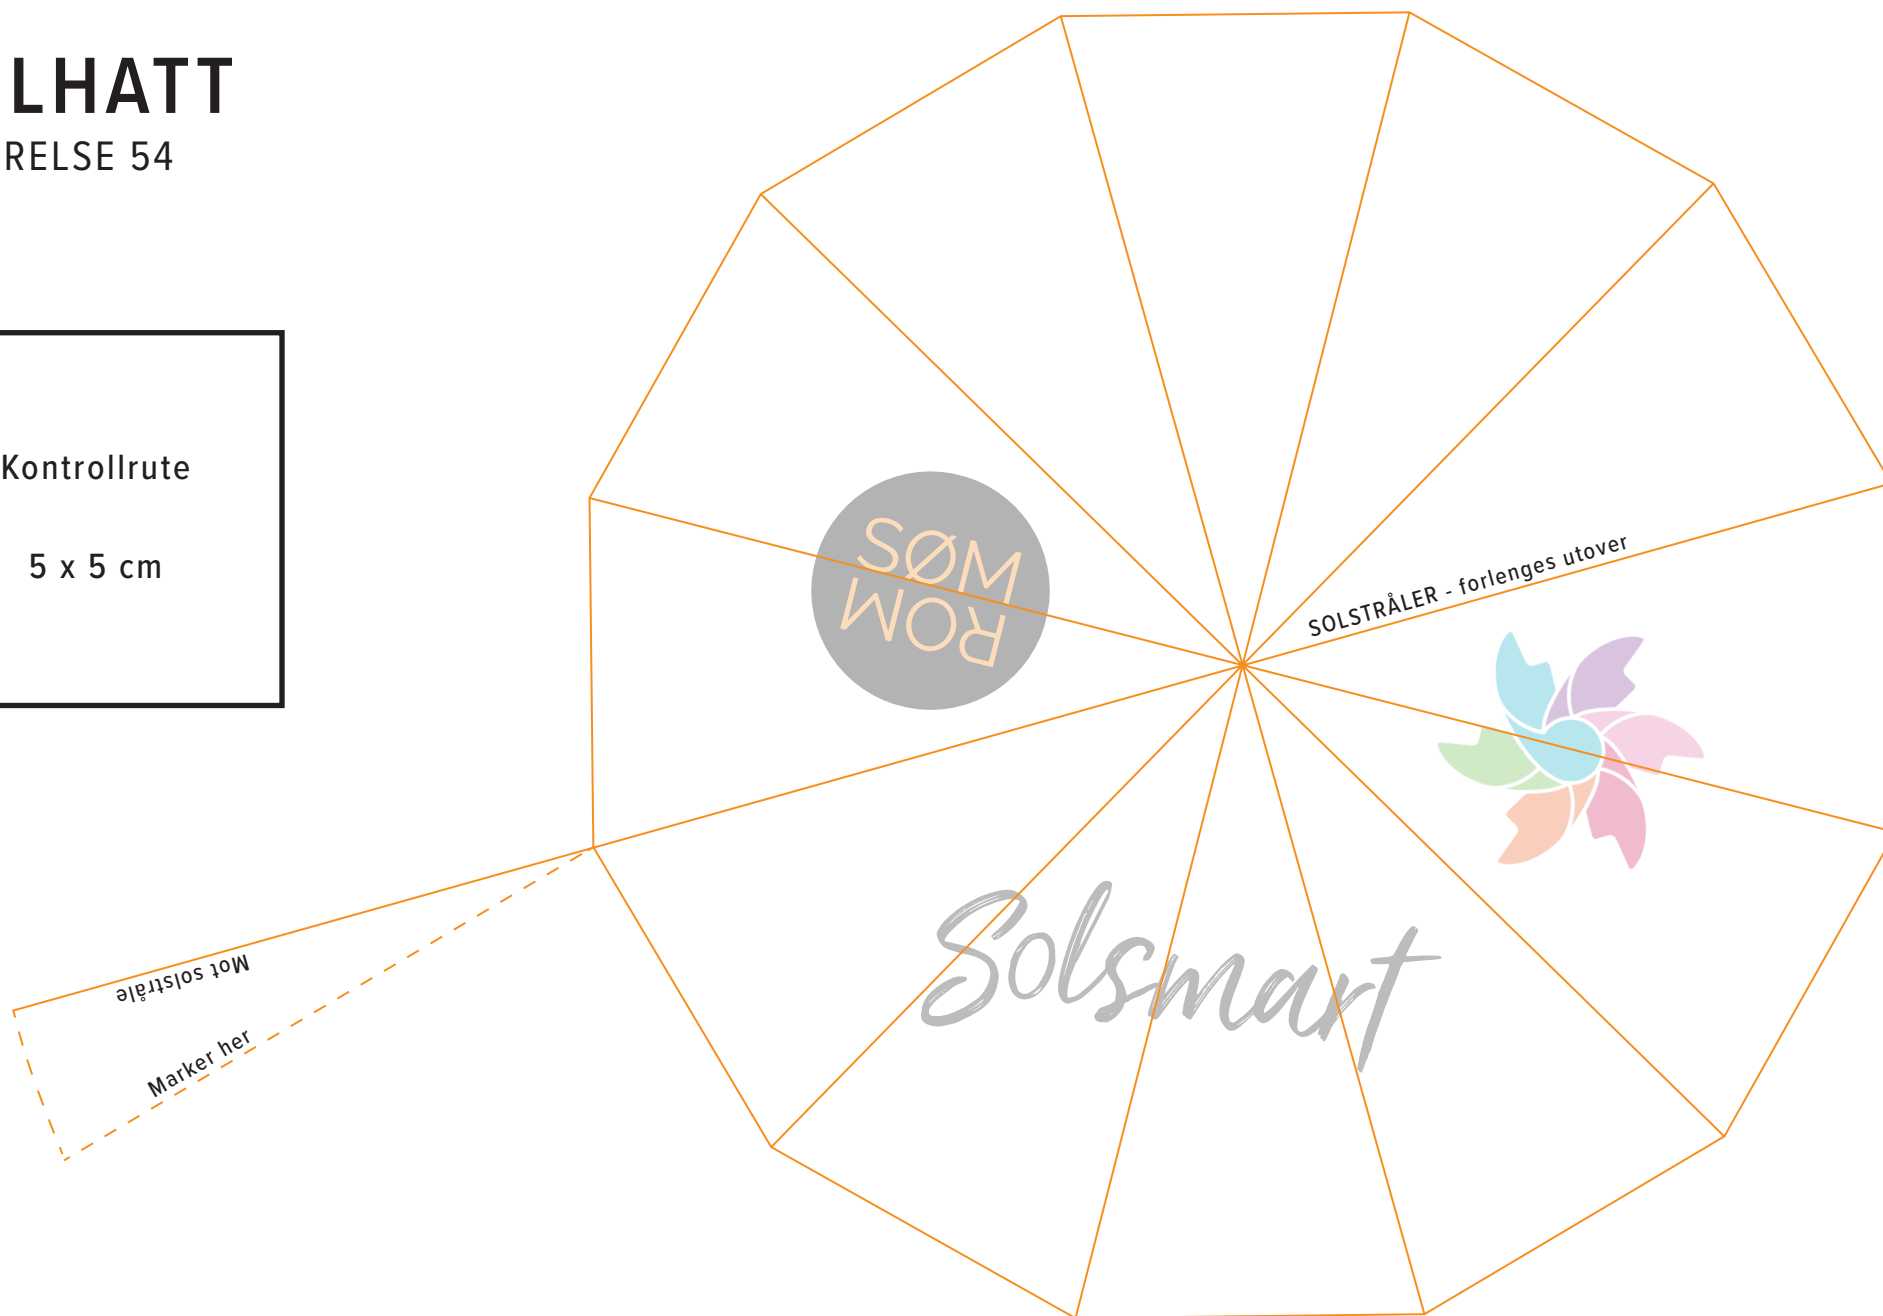 LHATT
RELSE 54
Kontrollrute
5 x 5 cm
SØM
ROM
SOLSTRÅLER - forlenges utover
Solsmart
Mot solstråle
Marker her